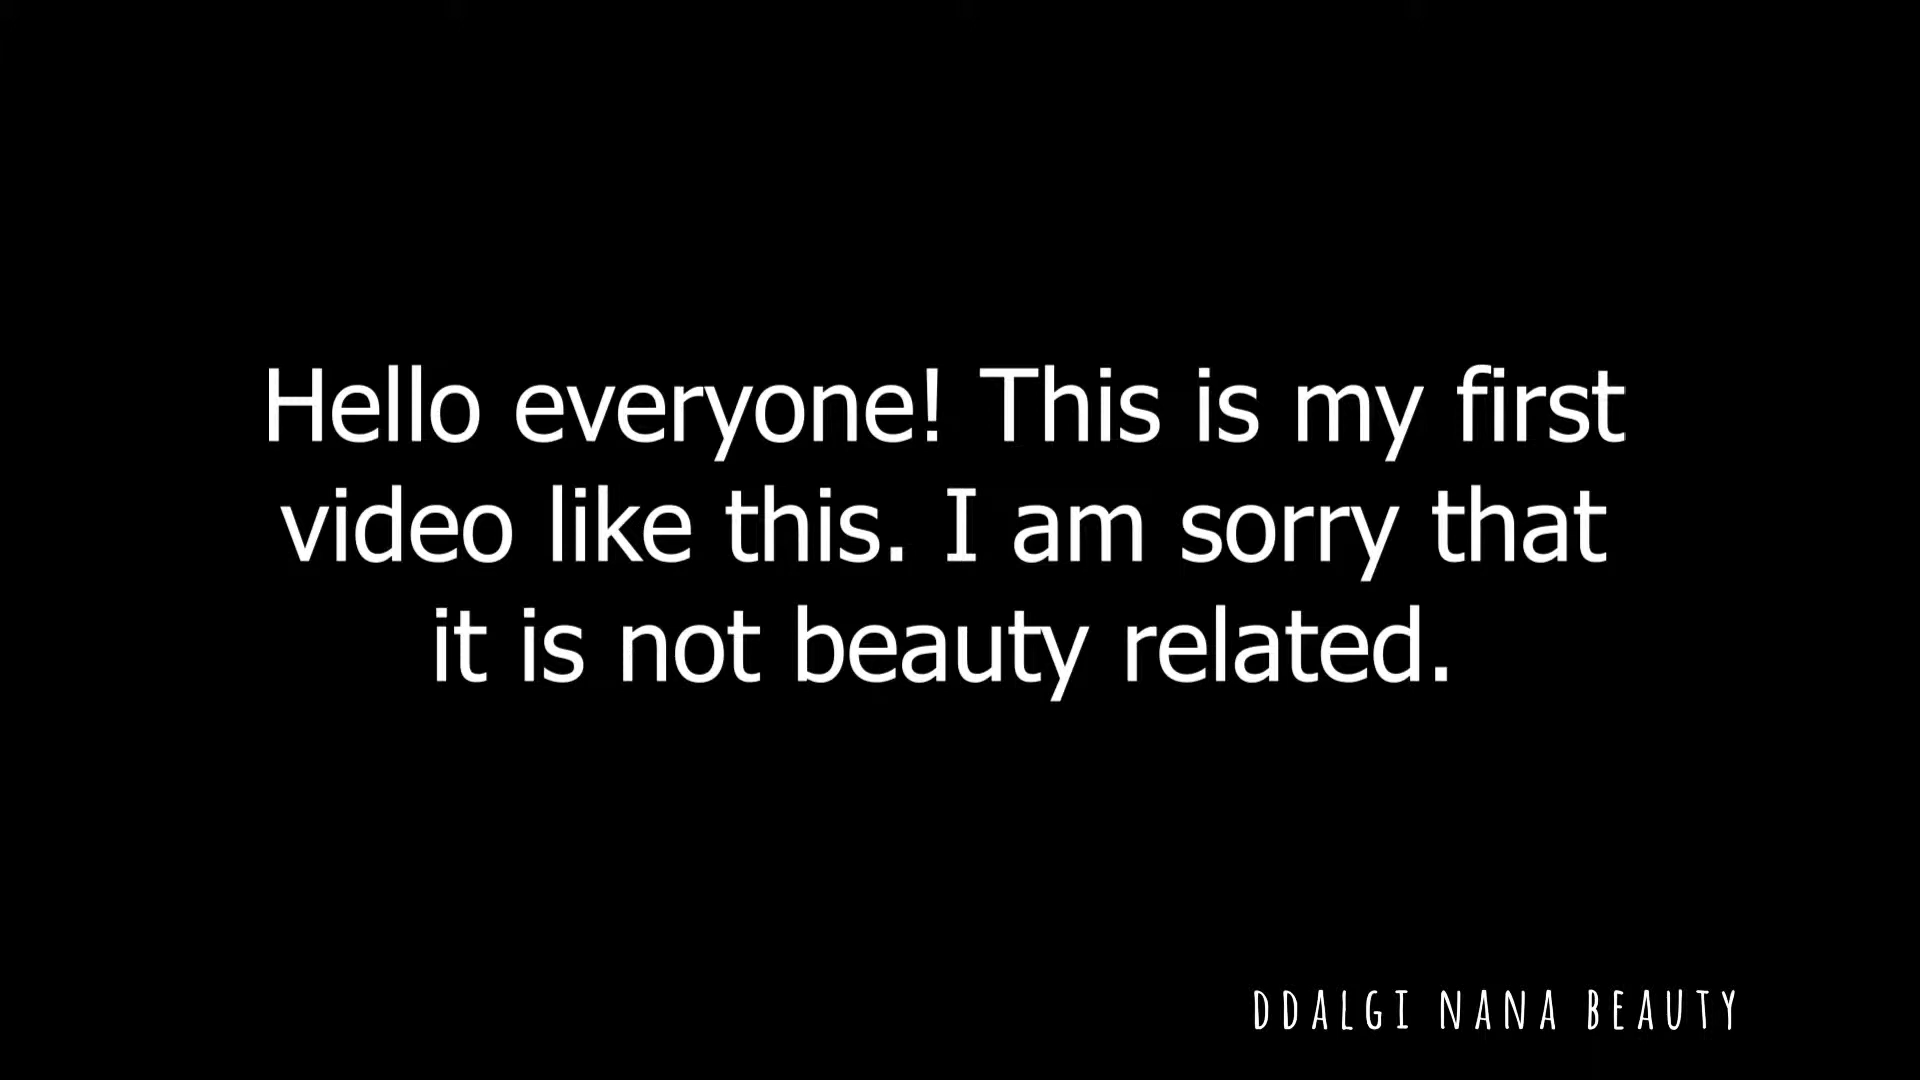 Hello everyone! This is my first
video like this. I am sorry that
it is not beauty related.
DDALGI NANA BEAUTY